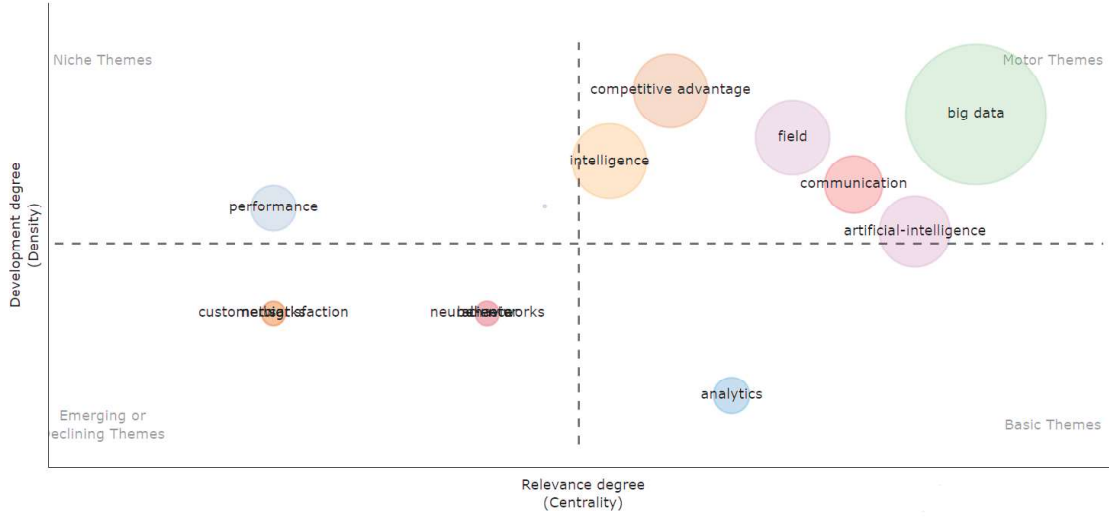 Niche Themes
Motor Themes
competitive advantage
big data
field
intelligence
communication
performance
artificial-intelligence
Development degree
(Density)
networks
analytics
Emerging or
eclining Themes
Basic Themes
Relevance degree
(Centrality)